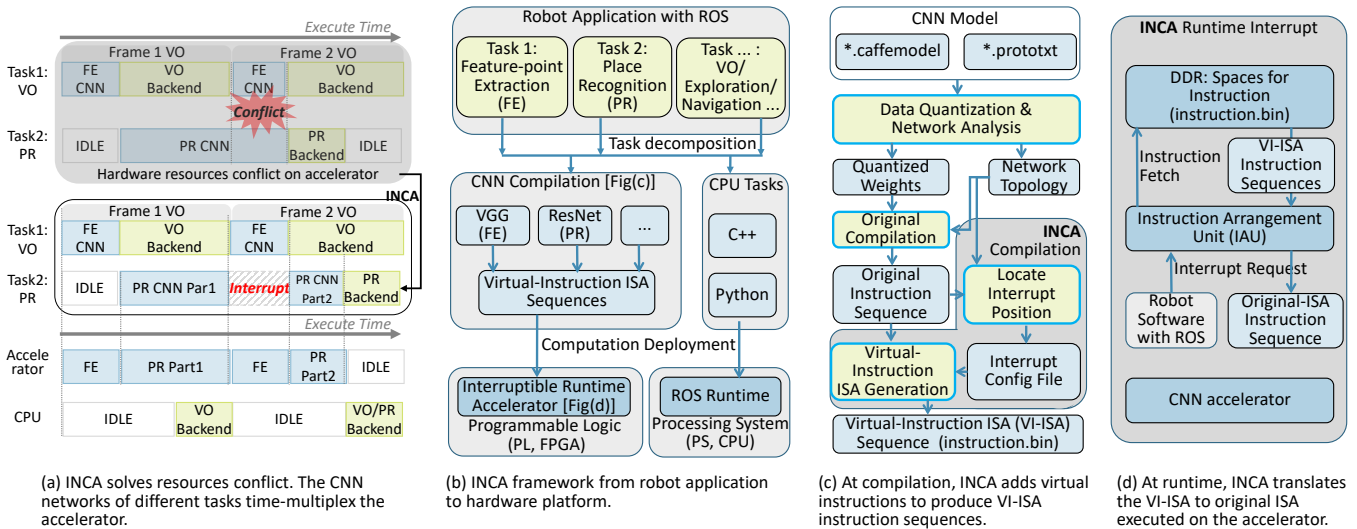 Execute Time
Frame 1 VO
Frame 2 VO
Task1:
VO
FE
CNN
VO
Backend
FE
CNN
VO
Backend
Conflict
Task2:
PR
IDLE
PR CNN
PR
Backend
IDLE
Hardware resources conflict on accelerator
INCA
Frame 1 VO
Frame 2 VO
Task1:
VO
FE
CNN
VO
Backend
FE
CNN
VO
Backend
Task2:
PR
IDLE
PR CNN Par1
Interrupt
PR CNN
Part2
PR
Backend
Execute Time
Accele
rator
FE
PR Part1
FE
PR
Part2
IDLE
CPU
IDLE
VO
Backend
IDLE
VO/PR
Backend
(a) INCA solves resources conflict. The CNN
networks of different tasks time-multiplex the
accelerator.
Robot Application with ROS
Task 1:
Feature-point
Extraction
(FE)
Task 2:
Place
Recognition
(PR)
Task ... :
VO/
Exploration/
Navigation ...
Task decomposition
CNN Compilation [Fig(c)]
VGG
(FE)
ResNet
(PR)
...
Virtual-Instruction ISA
Sequences
CPU Tasks
C++
Python
Computation Deployment
Interruptible Runtime
Accelerator [Fig(d)]
Programmable Logic
(PL, FPGA)
ROS Runtime
Processing System
(PS, CPU)
(b) INCA framework from robot application
to hardware platform.
CNN Model
*.caffemodel
*.prototxt
Data Quantization &
Network Analysis
Quantized
Weights
Network
Topology
Original
Compilation
INCA
Compilation
Original
Instruction
Sequence
Locate
Interrupt
Position
Virtual-
Instruction
ISA Generation
Interrupt
Config File
Virtual-Instruction ISA (VI-ISA)
Sequence (instruction.bin)
(c) At compilation, INCA adds virtual
instructions to produce VI-ISA
instruction sequences.
INCA Runtime Interrupt
DDR: Spaces for
Instruction
(instruction.bin)
Instruction
Fetch
VI-ISA
Instruction
Sequences
Instruction Arrangement
Unit (IAU)
Interrupt Request
Robot
Software
with ROS
Original-ISA
Instruction
Sequence
CNN accelerator
(d) At runtime, INCA translates
the VI-ISA to original ISA
executed on the accelerator.